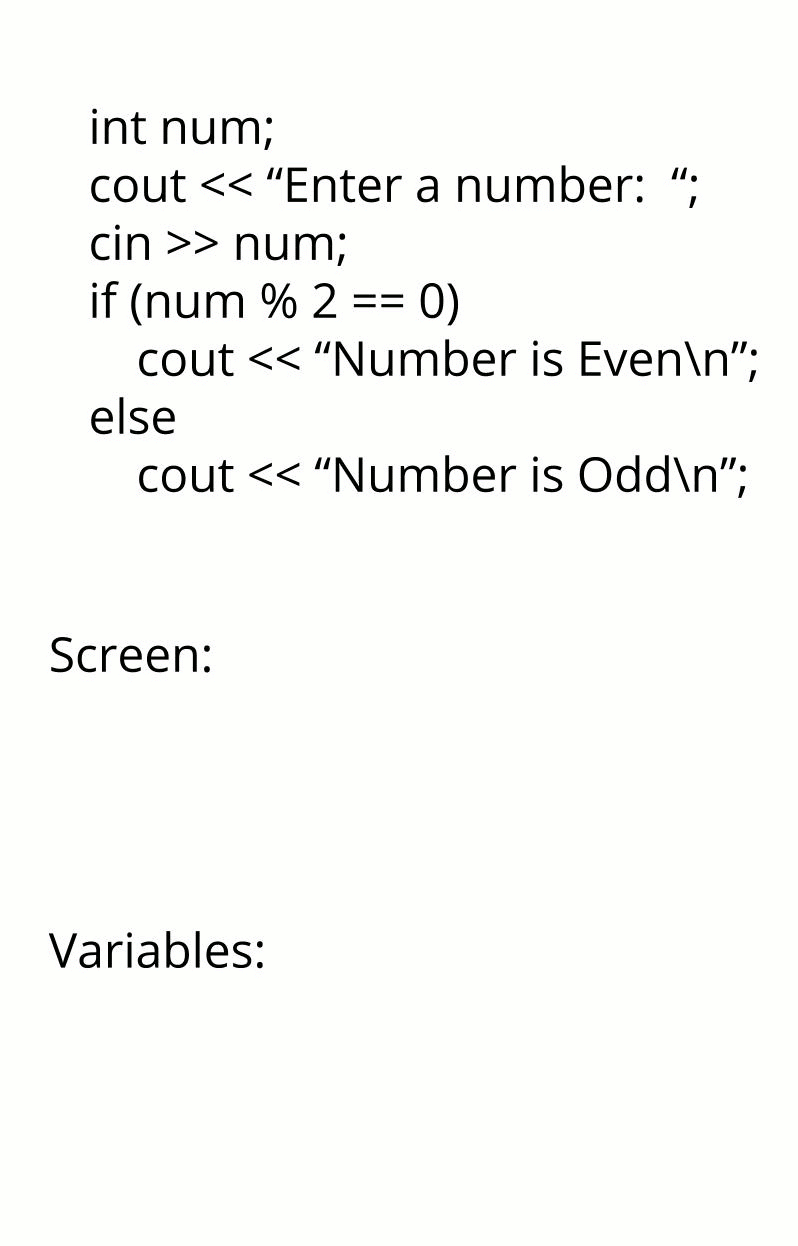 int num;
cout << “Enter a number:  “;
cin >> num;
if (num % 2 == 0)
    cout << “Number is Even\n”;
else
    cout << “Number is Odd\n”;
Screen:
Variables: